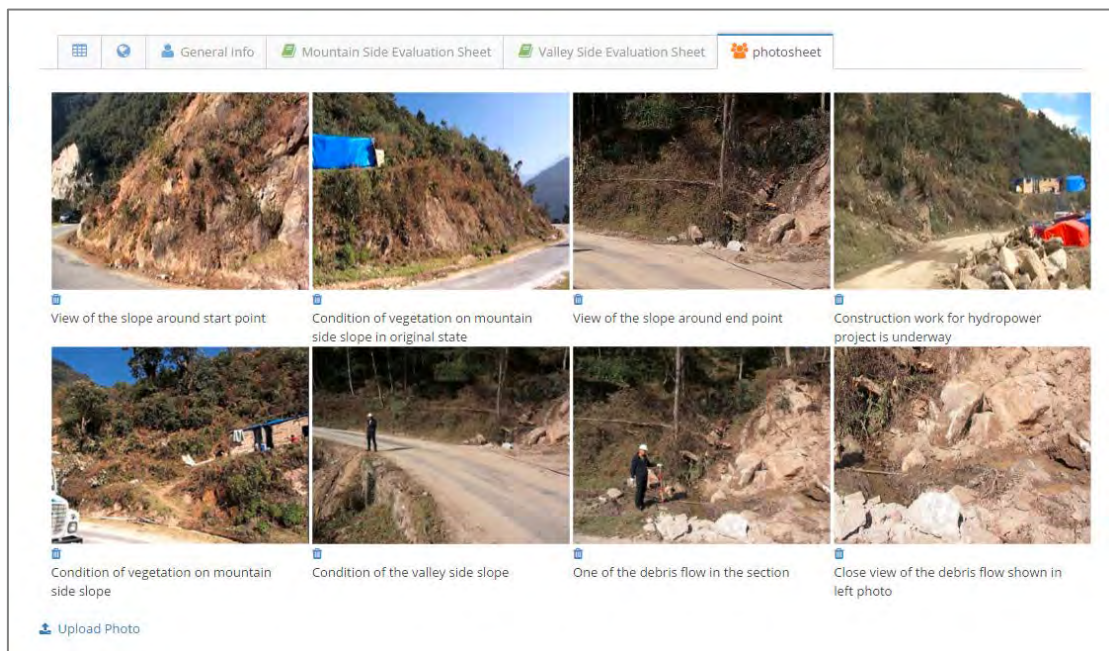 General info
Mountain Side Evaluation Sheet
Valley Side Evaluation Sheet
photosheet
View of the slope around start point
Condition of vegetation on mountain
side slope in original state
View of the slope around end point
Construction work for hydropower
project is underway
Condition of vegetation on mountain
side slope
Condition of the valley side slope
One of the debris flow in the section
Close view of the debris flow shown in
left photo
Upload Photo